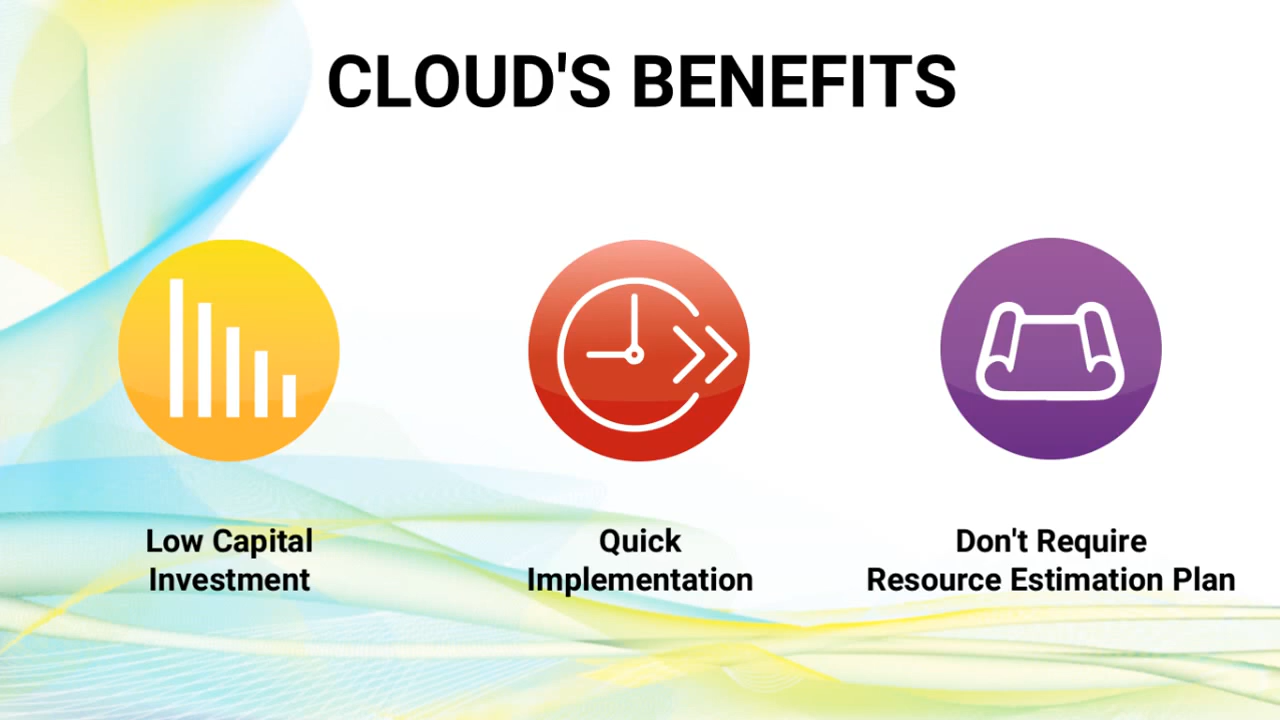 CLOUD'S BENEFITS
Low Capital
Investment
Quick
Implementation
Don't Require
Resource Estimation Plan